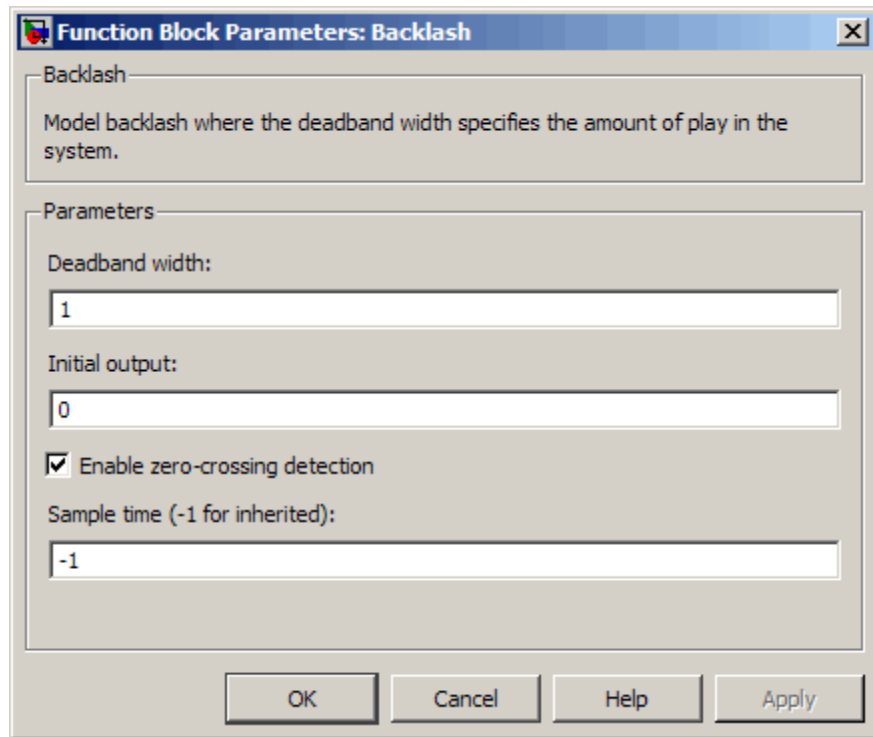 Function Block Parameters: Backlash
Backlash
Model backlash where the deadband width specifies the amount of play in the
system.
Parameters
Deadband width:
1
Initial output:
0
Enable zero-crossing detection
Sample time (-1 for inherited):
-1
OK Cancel Help Apply